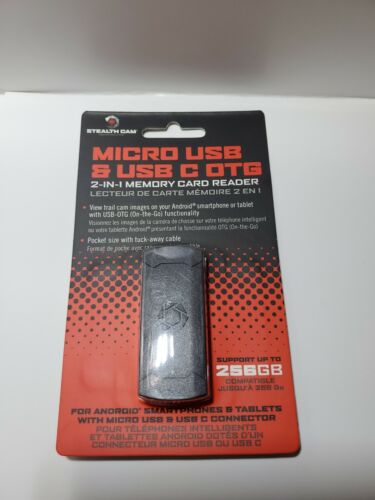 STEALTH CAM
MICRO USB
& USB C OTG
2-IN-1 MEMORY CARD READER
LECTEUR DE CARTE MÉMOIRE 2 EN 1
• View trail cam images on your Android® smartphone or tablet
with USB-OTG (On-the-Go) functionality
Visionnez les images de la caméra de chasse sur votre téléphone intelligent
ou votre tablette Android® présentant la fonctionnalité OTG (On-the-Go)
• Pocket size with tuck-away cable
Format de poche avec
SUPPORT UP TO
256GB
COMPATIBLE
JUSQU'À 256 Go
FOR ANDROID® SMARTPHONES & TABLETS
WITH MICRO USB & USB C CONNECTOR
POUR TÉLÉPHONES INTELLIGENTS
ET TABLETTES ANDROID DOTÉS D'UN
CONNECTEUR MICRO USB OU USB C